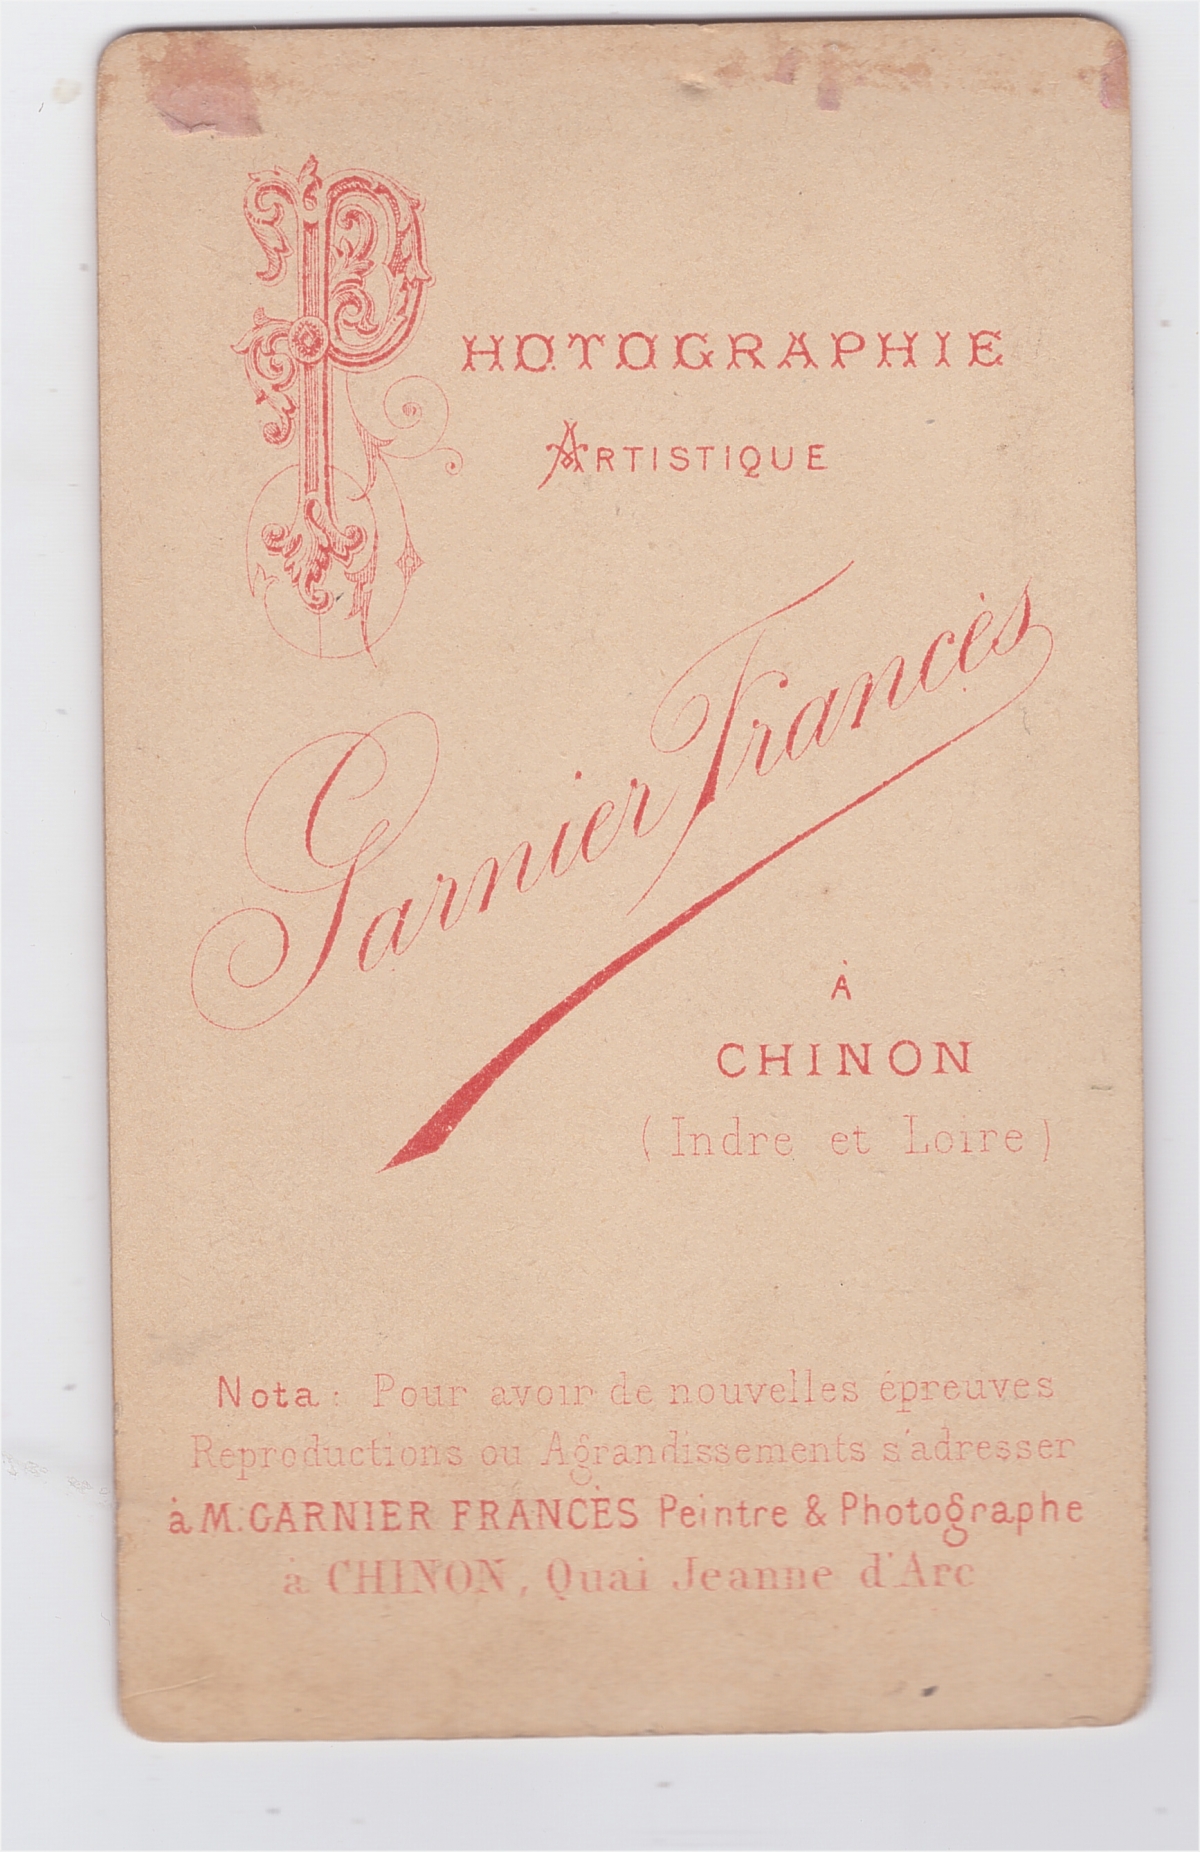 PHOTOGRAPHIE
ARTISTIQUE
Garnier Francès
À
CHINON
(Indre et Loire)
Nota: Pour avoir de nouvelles épreuves
Reproductions ou Agrandissements s'adresser
à M. GARNIER FRANCÈS Peintre & Photographe
à CHINON, Quai Jeanne d'Arc